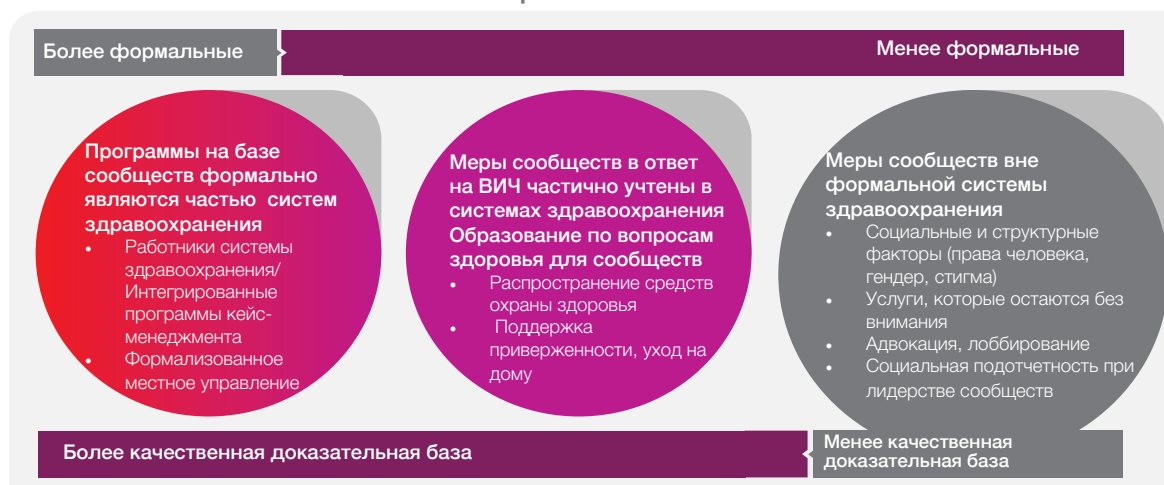 Более формальные
Менее формальные
Программы на базе
сообществ формально
являются частью систем
здравоохранения
• Работники системы
здравоохранения/
Интегрированные
программы кейс-
менеджмента
• Формализованное
местное управление
Меры сообществ в ответ
на ВИЧ частично учтены в
системах здравоохранения
Образование по вопросам
здоровья для сообществ
• Распространение средств
охраны здоровья
• Поддержка
приверженности, уход на
дому
Меры сообществ вне
формальной системы
здравоохранения
• Социальные и структурные
факторы (права человека,
гендер, стигма)
• Услуги, которые остаются без
внимания
• Адвокация, лоббирование
• Социальная подотчетность при
лидерстве сообществ
Более качественная доказательная база
Менее качественная
доказательная база